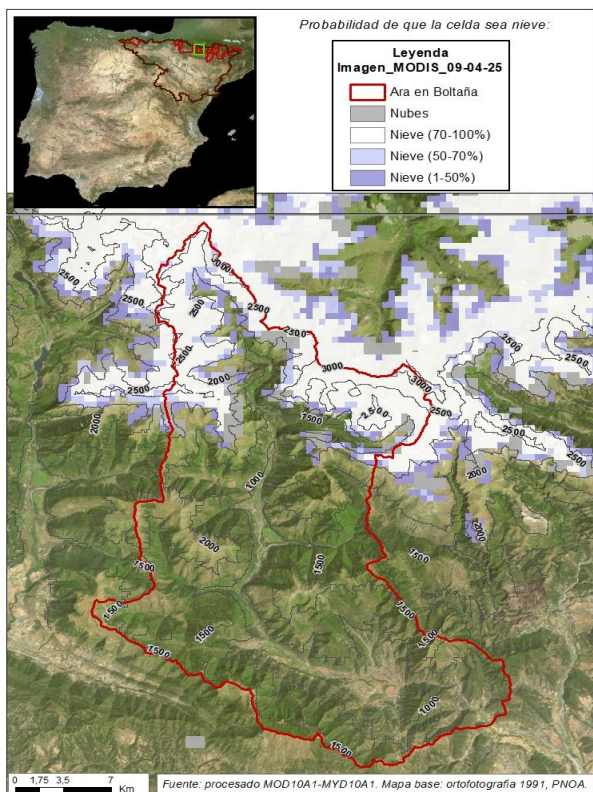 Probabilidad de que la celda sea nieve:
Leyenda
Imagen_MODIS_09-04-25
Ara en Boltaña
Nubes
Nieve (70-100%)
Nieve (50-70%)
Nieve (1-50%)
3000
2500
2500
2500
2500
2500
2500
2500
3000
3000
2500
2500
2500
2500
2000
2000
2000
2000
1500
1000
2000
1500
1500
1500
1500
1500
1500
1500
1500
1000
1500
0 1,75 3,5 7
Km
Fuente: procesado MOD10A1-MYD10A1. Mapa base: ortofotografia 1991, PNOA.